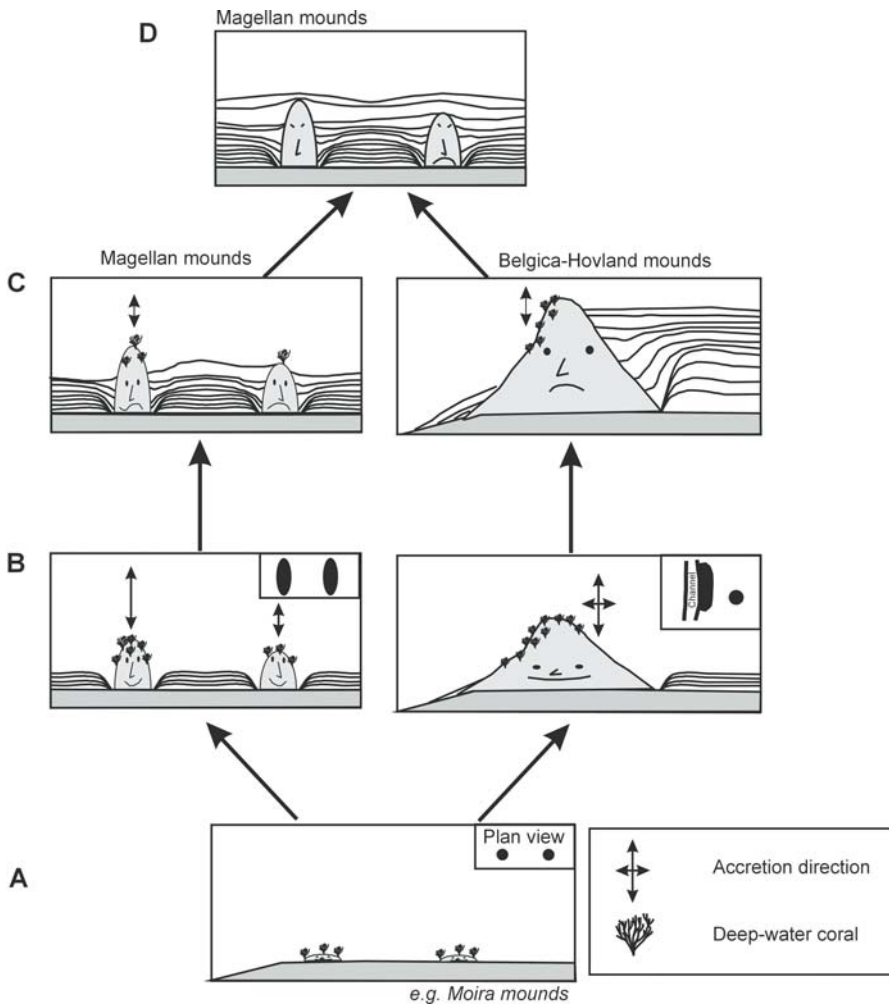 Magellan mounds
D
Magellan mounds
Belgica-Hovland mounds
C
B
Channel
Plan view
A
Accretion direction
Deep-water coral
e.g. Moira mounds